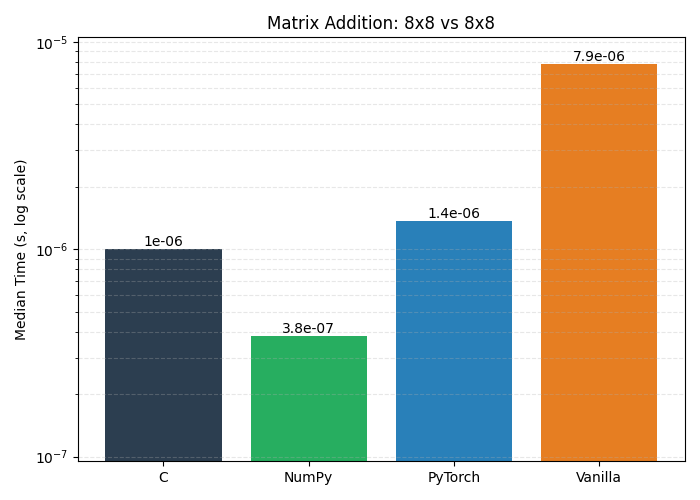 Matrix Addition: 8x8 vs 8x8
Median Time (s, log scale)
10⁻⁵
10⁻⁶
10⁻⁷
1e-06
3.8e-07
1.4e-06
7.9e-06
C
NumPy
PyTorch
Vanilla